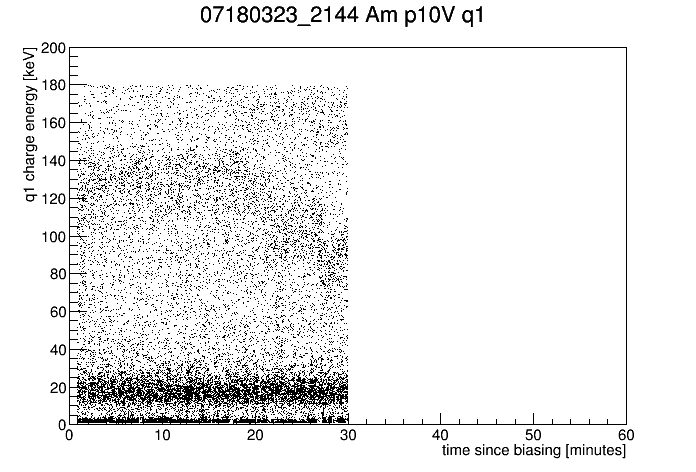 07180323_2144 Am p10V q1
q1 charge energy [keV]
200
180
160
140
120
100
80
60
40
20
0
0 10 20 30 40 50 60
time since biasing [minutes]